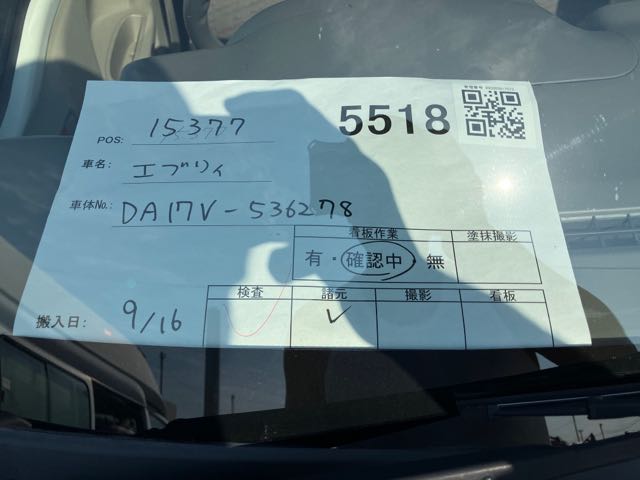 5518
POS: 15377
車名: エブリィ
車体No.: DA17V-536278
看板作業 塗抹撮影
有・確認中・無
検査 諸元 撮影 看板
搬入日: 9/16